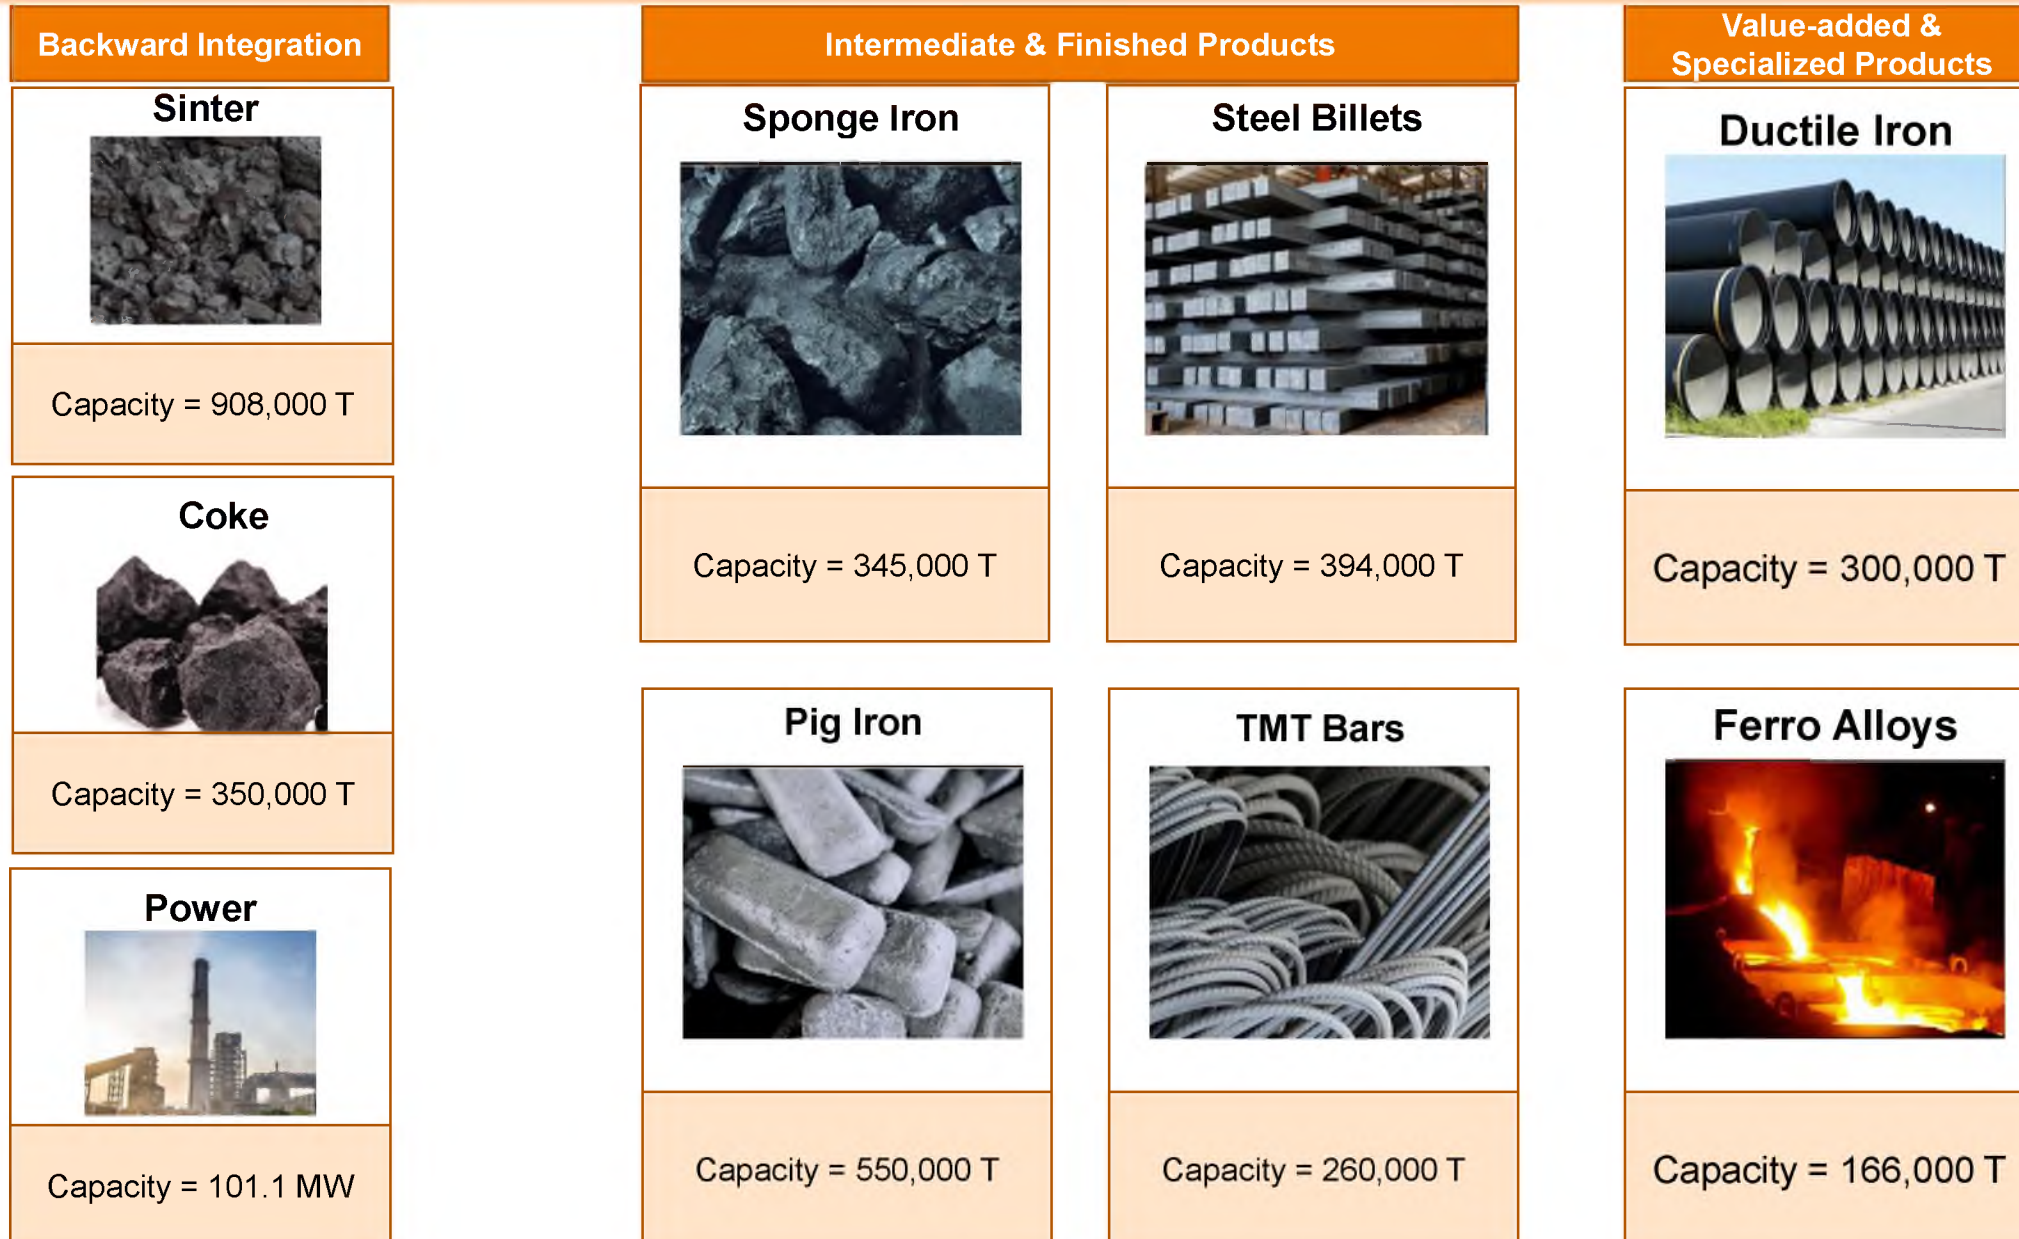 Backward Integration
Sinter
Capacity = 908,000 T
Coke
Capacity = 350,000 T
Power
Capacity = 101.1 MW
Intermediate & Finished Products
Sponge Iron
Capacity = 345,000 T
Steel Billets
Capacity = 394,000 T
Pig Iron
Capacity = 550,000 T
TMT Bars
Capacity = 260,000 T
Value-added &
Specialized Products
Ductile Iron
Capacity = 300,000 T
Ferro Alloys
Capacity = 166,000 T